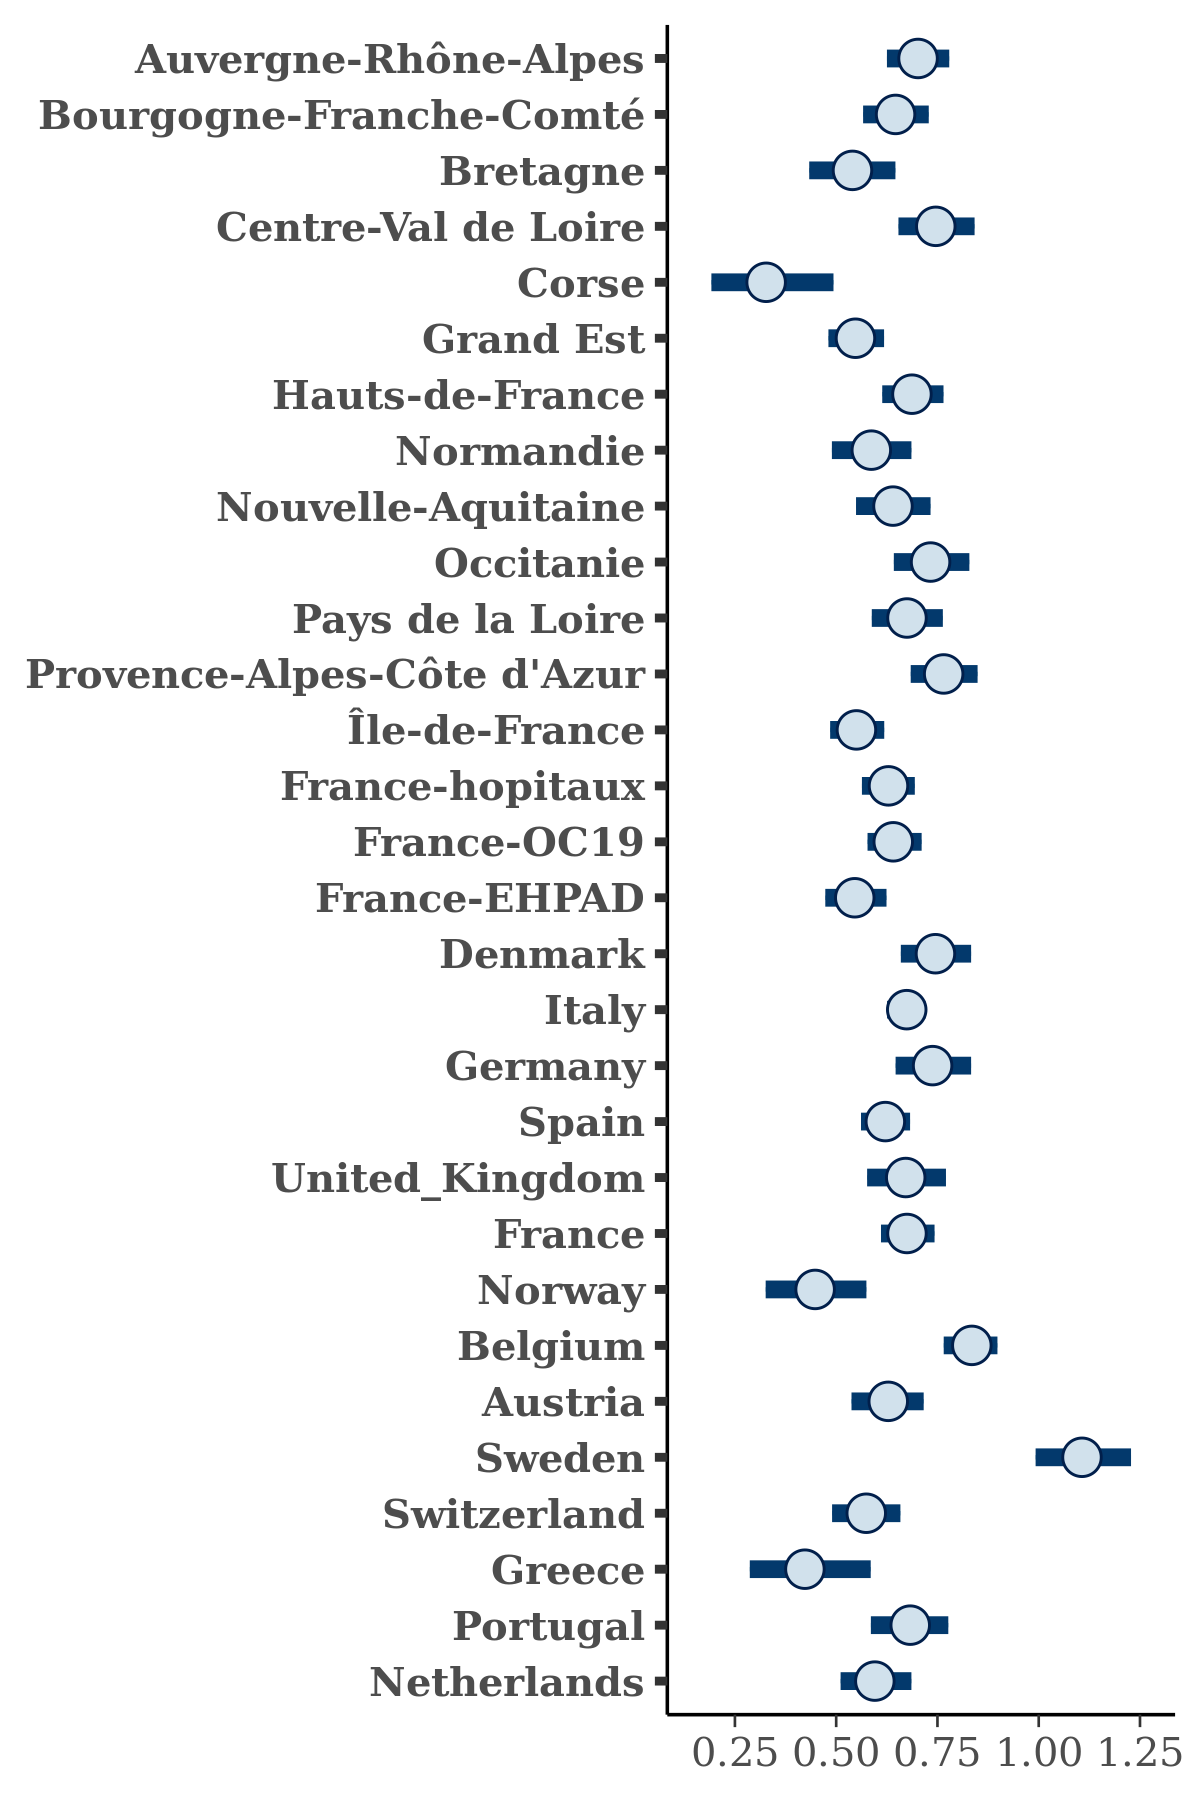 Auvergne-Rhône-Alpes
Bourgogne-Franche-Comté
Bretagne
Centre-Val de Loire
Corse
Grand Est
Hauts-de-France
Normandie
Nouvelle-Aquitaine
Occitanie
Pays de la Loire
Provence-Alpes-Côte d'Azur
Île-de-France
France-hopitaux
France-OC19
France-EHPAD
Denmark
Italy
Germany
Spain
United_Kingdom
France
Norway
Belgium
Austria
Sweden
Switzerland
Greece
Portugal
Netherlands
0.25 0.50 0.75 1.00 1.25